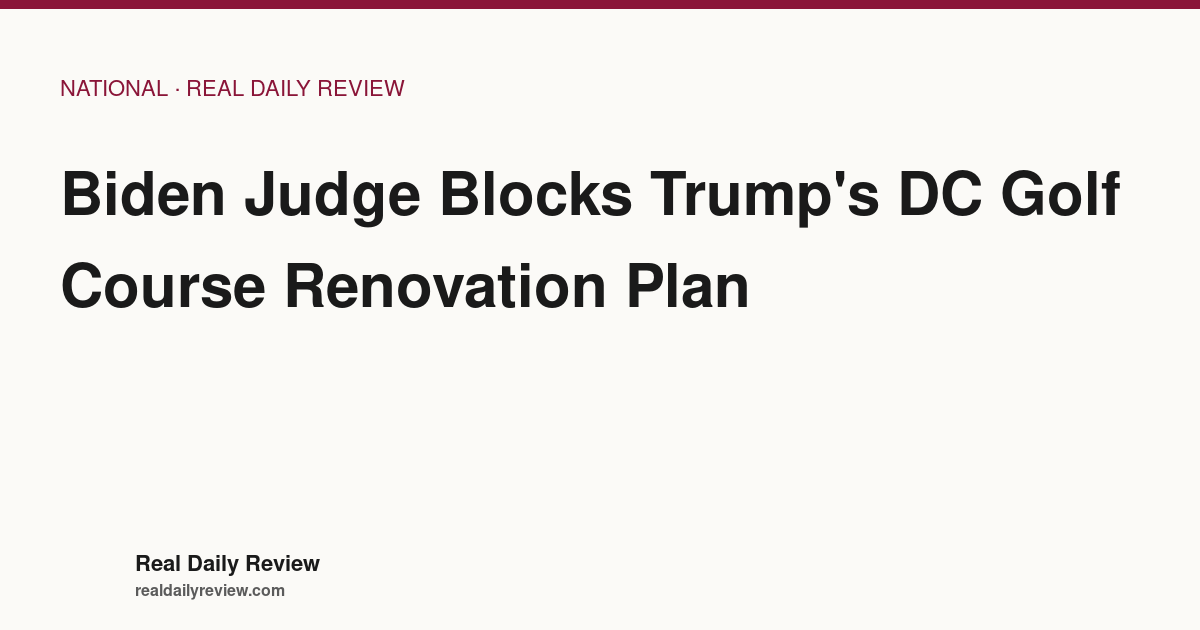 NATIONAL · REAL DAILY REVIEW
Biden Judge Blocks Trump's DC Golf
Course Renovation Plan
Real Daily Review
realdailyreview.com